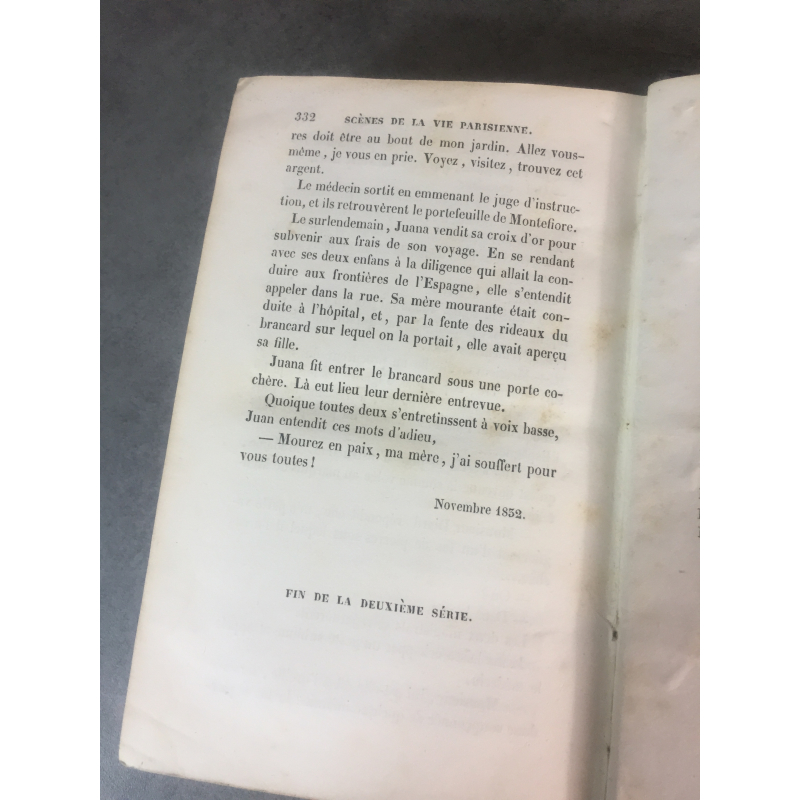 332 SCÈNES DE LA VIE PARISIENNE.
res doit être au bout de mon jardin. Allez vous-
même, je vous en prie. Voyez, visitez, trouvez cet
argent.
Le médecin sortit en emmenant le juge d'instruc-
tion, et ils retrouvèrent le portefeuille de Montefiore.
Le surlendemain, Juana vendit sa croix d'or pour
subvenir aux frais de son voyage. En se rendant
avec ses deux enfans à la diligence qui allait la con-
duire aux frontières de l'Espagne, elle s'entendit
appeler dans la rue. Sa mère mourante était con-
duite à l'hôpital, et, par la fente des rideaux du
brancard sur lequel on la portait, elle avait aperçu
sa fille.
Juana fit entrer le brancard sous une porte co-
chère. Là eut lieu leur dernière entrevue.
Quoique toutes deux s'entretinssent à voix basse,
Juan entendit ces mots d'adieu,
— Mourez en paix, ma mère, j'ai souffert pour
vous toutes!
Novembre 1832.
FIN DE LA DEUXIÈME SÉRIE.